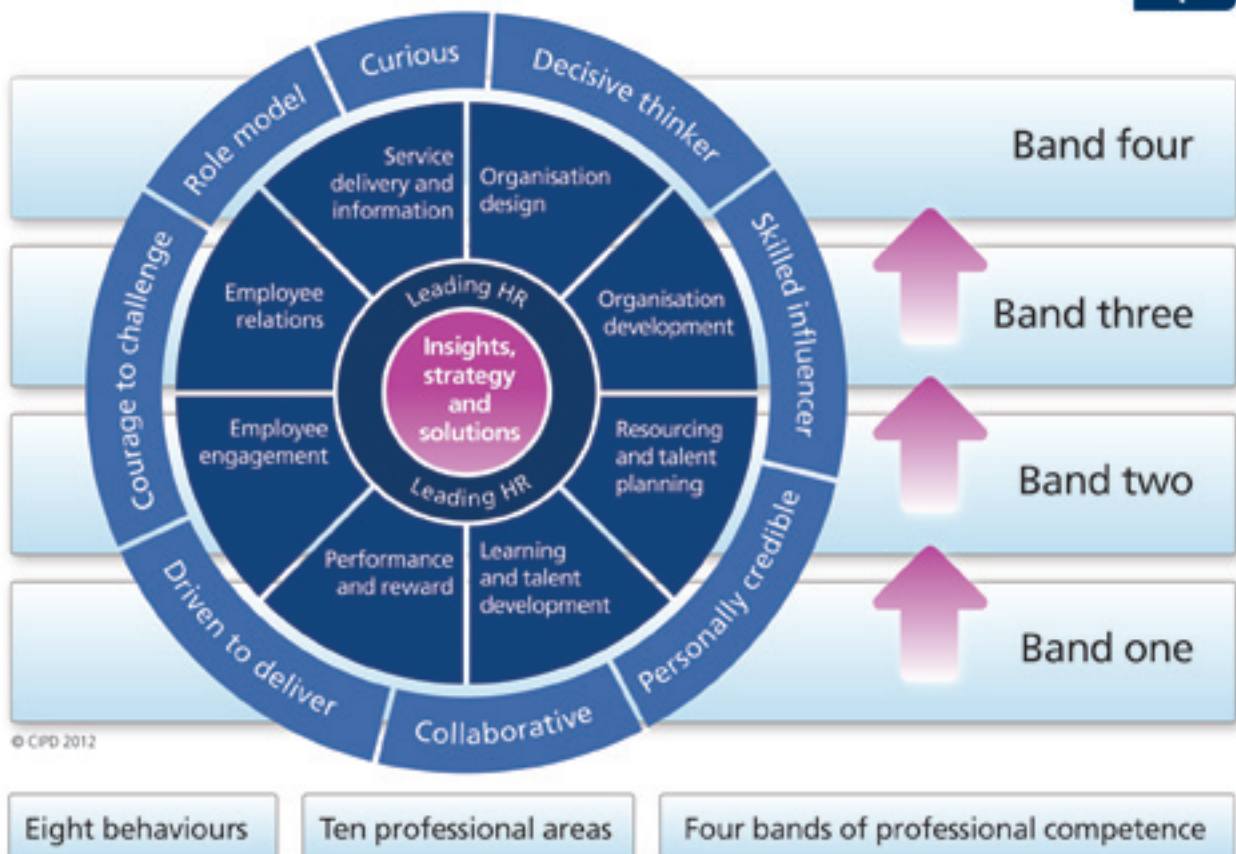 Curious
Decisive thinker
Role model
Skilled influencer
Courage to challenge
Personally credible
Driven to deliver
Collaborative
Service
delivery and
information
Organisation
design
Employee
relations
Organisation
development
Employee
engagement
Resourcing
and talent
planning
Performance
and reward
Learning
and talent
development
Leading HR
Insights,
strategy
and
solutions
Leading HR
Band four
Band three
Band two
Band one
© CIPD 2012
Eight behaviours
Ten professional areas
Four bands of professional competence